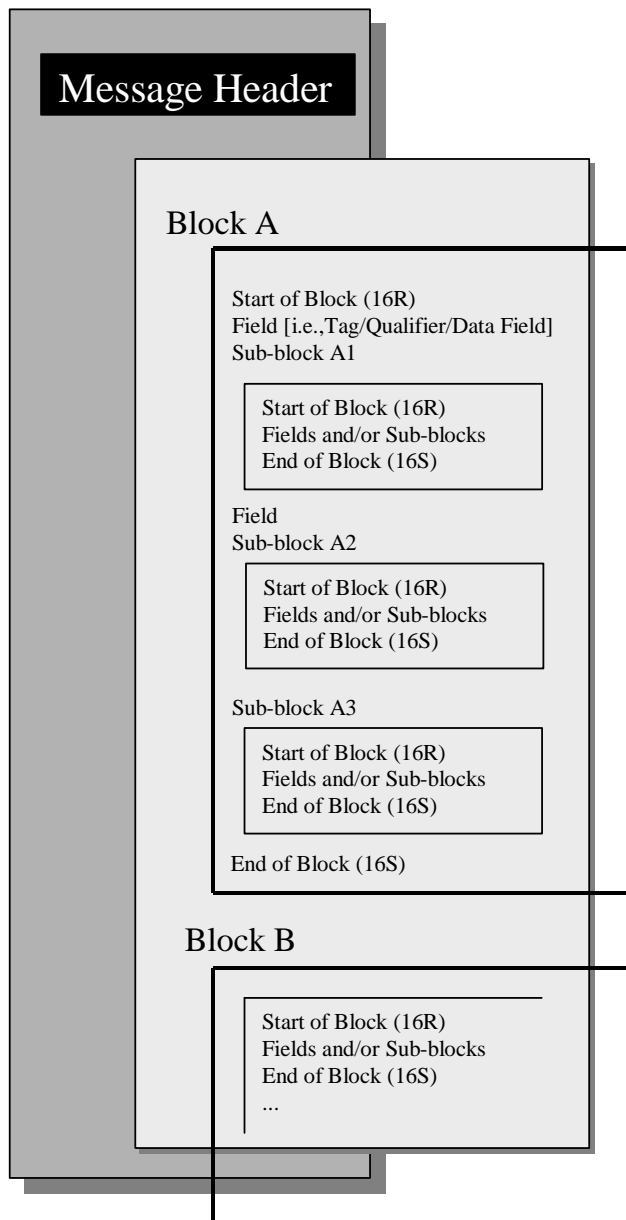 Message Header
Block A
Start of Block (16R)
Field [i.e.,Tag/Qualifier/Data Field]
Sub-block A1
Start of Block (16R)
Fields and/or Sub-blocks
End of Block (16S)
Field
Sub-block A2
Start of Block (16R)
Fields and/or Sub-blocks
End of Block (16S)
Sub-block A3
Start of Block (16R)
Fields and/or Sub-blocks
End of Block (16S)
End of Block (16S)
Block B
Start of Block (16R)
Fields and/or Sub-blocks
End of Block (16S)
...